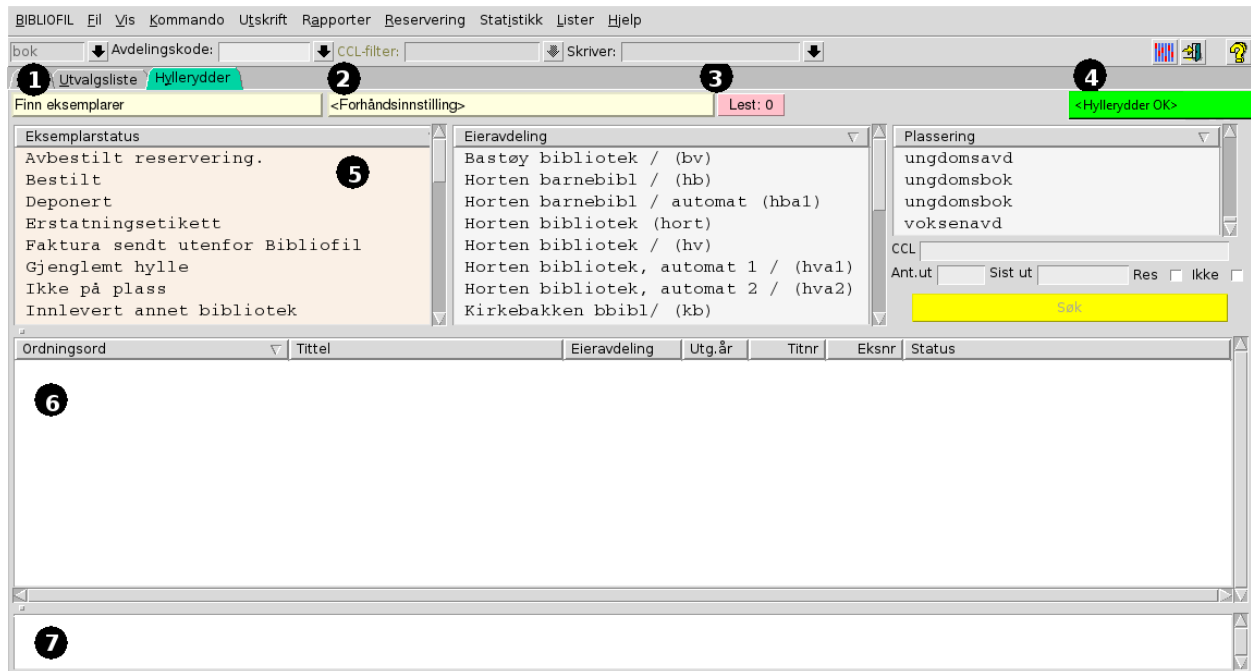 BIBLIOFIL Fil Vis Kommando Utskrift Rapporter Reservering Statistikk Lister Hjelp
bok Avdelingskode: CCL-filter: Skriver:
1 Utvalgsliste Hyllerydder 2 3 4
Finn eksemplarer <Forhåndsinnstilling> Lest: 0 <Hyllerydder OK>
Eksemplarstatus
Avbestilt reservering.
5
Bestilt
Deponert
Erstatningsetikett
Faktura sendt utenfor Bibliofil
Gjenglemt hylle
Ikke på plass
Innlevert annet bibliotek
Eieravdeling
Bastøy bibliotek / (bv)
Horten barnebibl / (hb)
Horten barnebibl / automat (hba1)
Horten bibliotek (hort)
Horten bibliotek / (hv)
Horten bibliotek, automat 1 / (hva1)
Horten bibliotek, automat 2 / (hva2)
Kirkebakken bbibl/ (kb)
Plassering
ungdomsavd
ungdomsbok
ungdomsbok
voksenavd
CCL
Ant.ut Sist ut Res Ikke
Søk
Ordningsord Tittel Eieravdeling Utg.år Titnr Eksnr Status
6
7